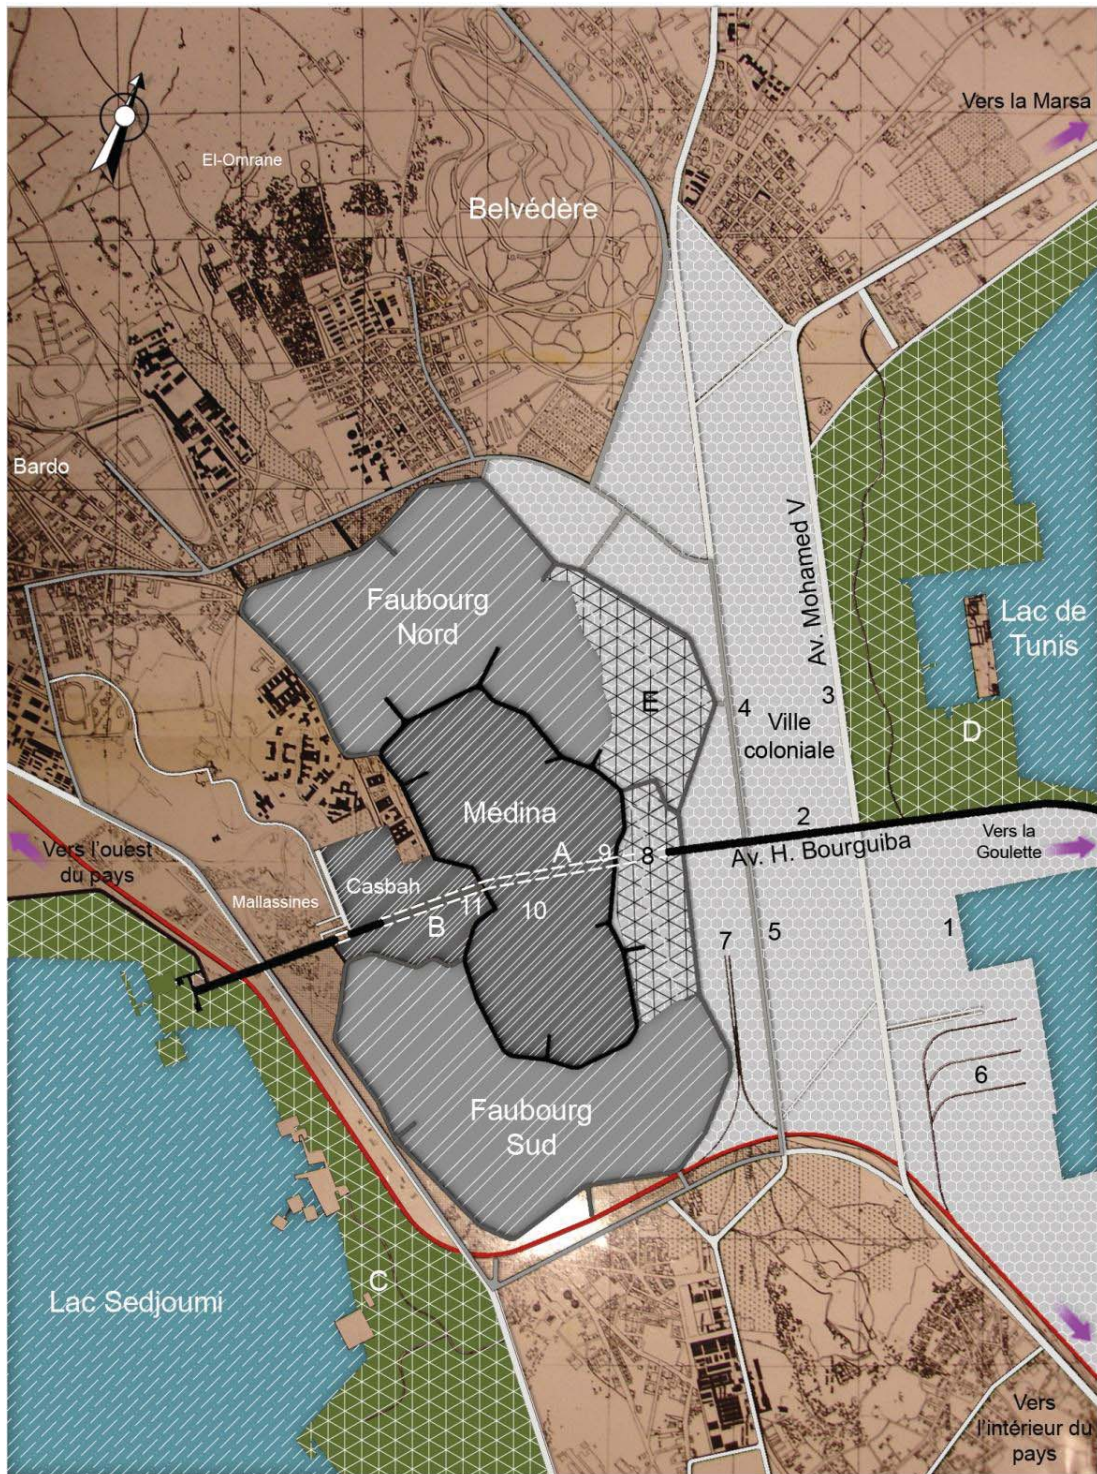 Vers la Marsa
El-Omrane
Belvédère
Bardo
Av. Mohamed V
Faubourg
Nord
Lac de
Tunis
E
4
3
Ville
coloniale
D
Médina
2
Av. H. Bourguiba
Vers la
Goulette
Vers l'ouest
du pays
A
9
8
Casbah
Mallassines
11
10
B
7
5
1
6
Faubourg
Sud
C
Lac Sedjoumi
Vers
l'intérieur du
pays